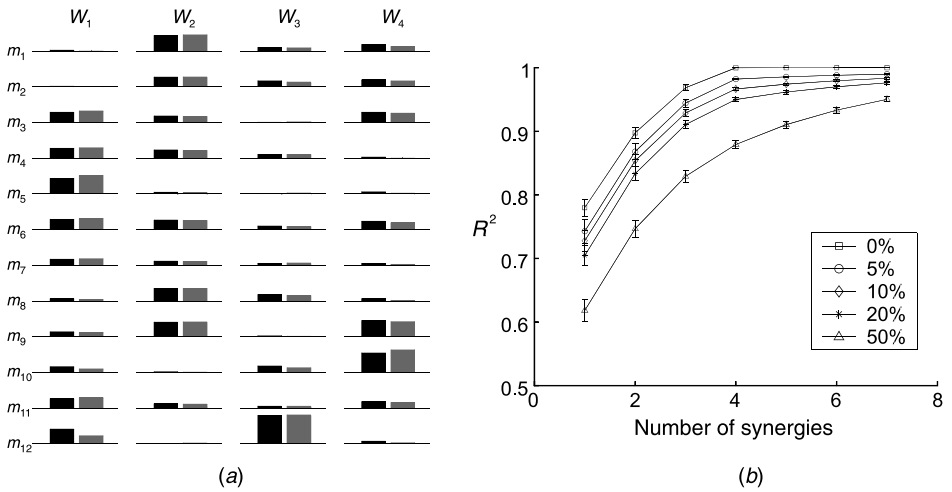 W1 W2 W3 W4
m1
m2
m3
m4
m5
m6
m7
m8
m9
m10
m11
m12
(a)
R2
1
0.9
0.8
0.7
0.6
0.5
0 2 4 6 8
Number of synergies
0%
5%
10%
20%
50%
(b)